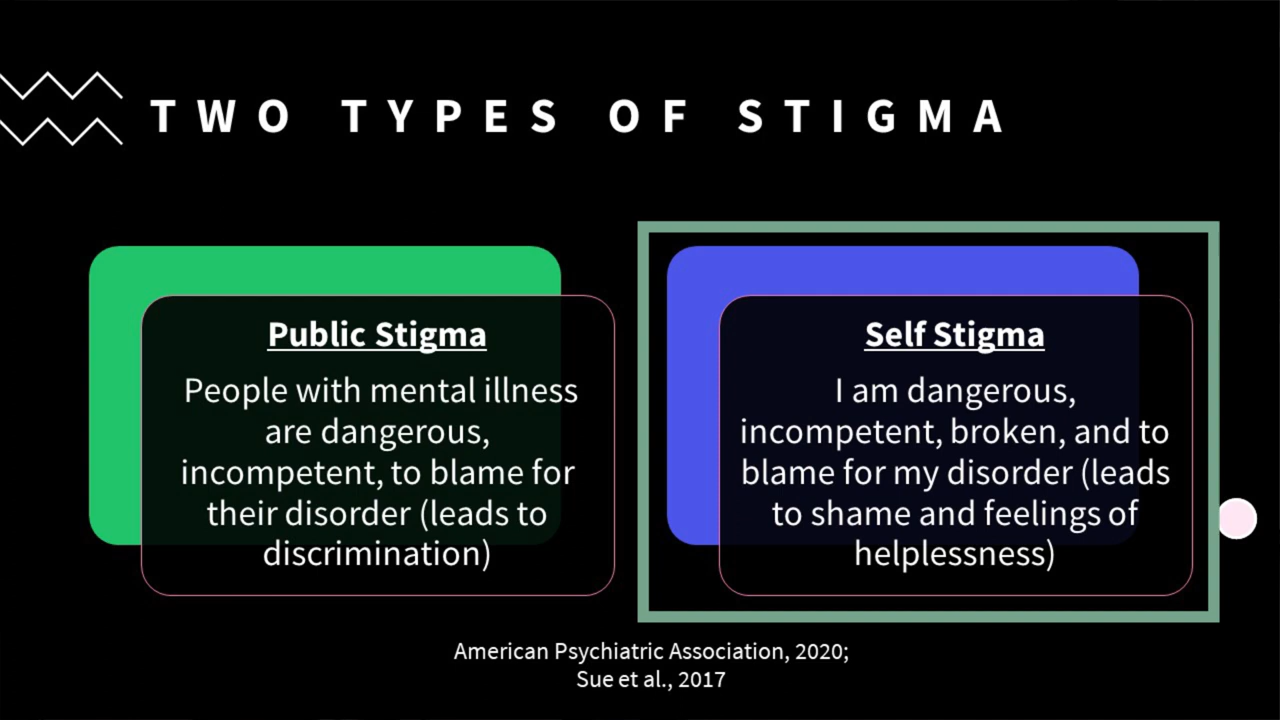 TWO TYPES OF STIGMA
Public Stigma
People with mental illness
are dangerous,
incompetent, to blame for
their disorder (leads to
discrimination)
Self Stigma
I am dangerous,
incompetent, broken, and to
blame for my disorder (leads
to shame and feelings of
helplessness)
American Psychiatric Association, 2020;
Sue et al., 2017